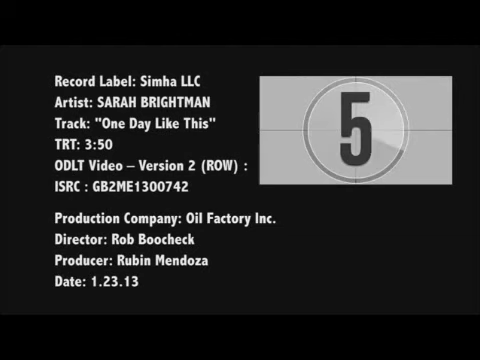 Record Label: Simha LLC
Artist: SARAH BRIGHTMAN
Track: "One Day Like This"
TRT: 3:50
ODLT Video – Version 2 (ROW) :
ISRC : GB2ME1300742
Production Company: Oil Factory Inc.
Director: Rob Boocheck
Producer: Rubin Mendoza
Date: 1.23.13
5